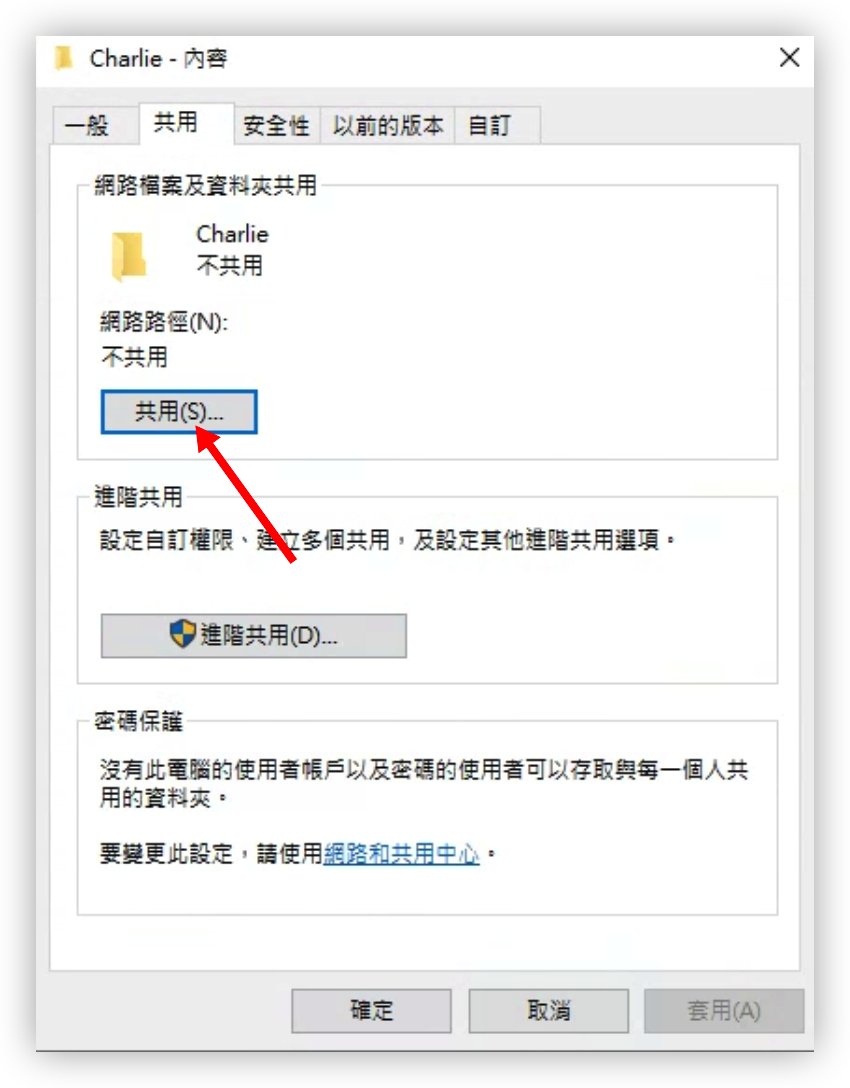 Charlie - 內容
一般
共用
安全性
以前的版本
自訂
網路檔案及資料夾共用
Charlie
不共用
網路路徑(N):
不共用
共用(S)...
進階共用
設定自訂權限、建立多個共用，及設定其他進階共用選項。
進階共用(D)...
密碼保護
沒有此電腦的使用者帳戶以及密碼的使用者可以存取與每一個人共
用的資料夾。
要變更此設定，請使用網路和共用中心。
確定
取消
套用(A)